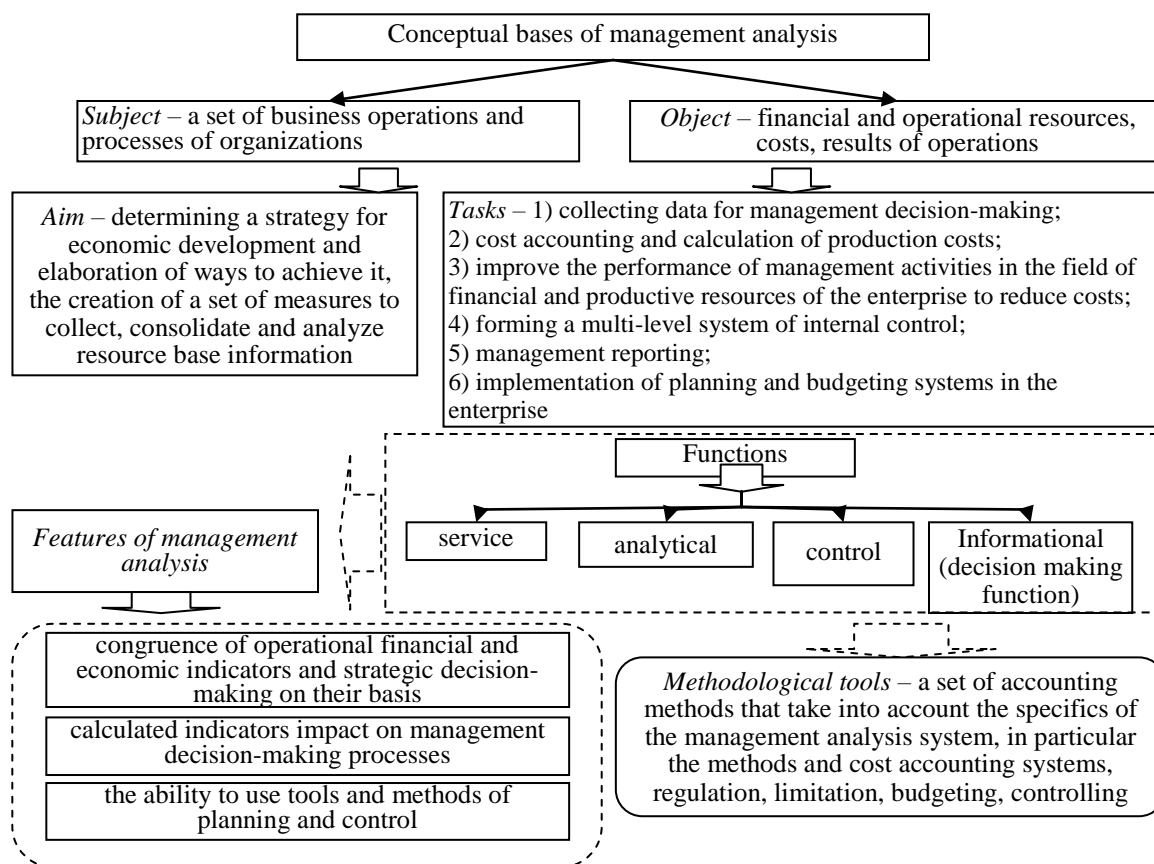 Conceptual bases of management analysis
Subject – a set of business operations and
processes of organizations
Object – financial and operational resources,
costs, results of operations
Aim – determining a strategy for
economic development and
elaboration of ways to achieve it,
the creation of a set of measures to
collect, consolidate and analyze
resource base information
Tasks – 1) collecting data for management decision-making;
2) cost accounting and calculation of production costs;
3) improve the performance of management activities in the field of
financial and productive resources of the enterprise to reduce costs;
4) forming a multi-level system of internal control;
5) management reporting;
6) implementation of planning and budgeting systems in the
enterprise
Functions
service
analytical
control
Informational
(decision making
function)
Features of management
analysis
congruence of operational financial and
economic indicators and strategic decision-
making on their basis
calculated indicators impact on management
decision-making processes
the ability to use tools and methods of
planning and control
Methodological tools – a set of accounting
methods that take into account the specifics of
the management analysis system, in particular
the methods and cost accounting systems,
regulation, limitation, budgeting, controlling